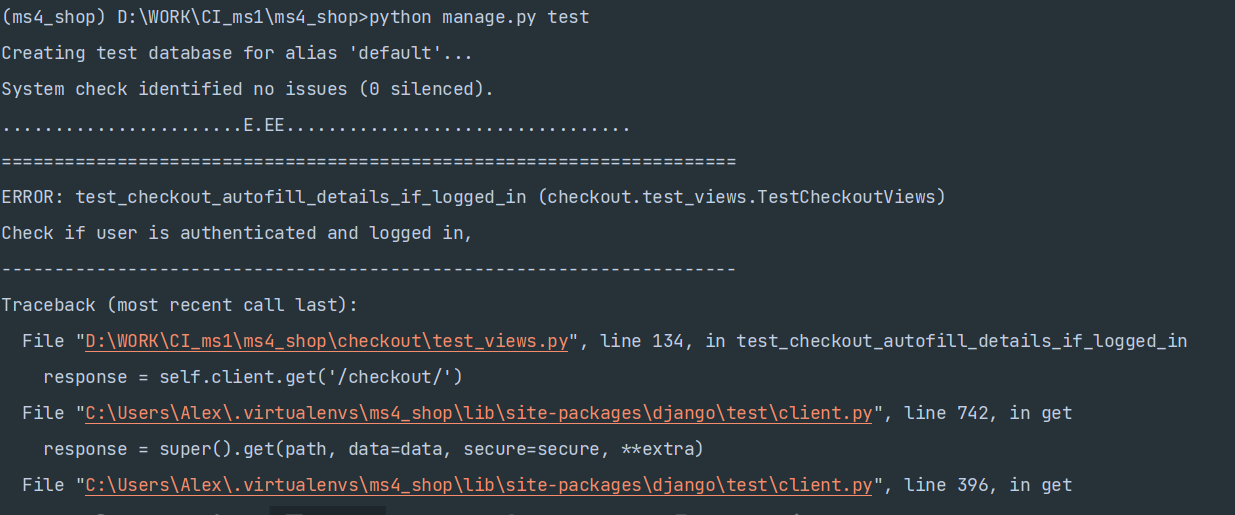 (ms4_shop) D:\WORK\CI_ms1\ms4_shop>python manage.py test
Creating test database for alias 'default'...
System check identified no issues (0 silenced).
.......................E.EE.................................
======================================================================
ERROR: test_checkout_autofill_details_if_logged_in (checkout.test_views.TestCheckoutViews)
Check if user is authenticated and logged in,
----------------------------------------------------------------------
Traceback (most recent call last):
  File "D:\WORK\CI_ms1\ms4_shop\checkout\test_views.py", line 134, in test_checkout_autofill_details_if_logged_in
    response = self.client.get('/checkout/')
  File "C:\Users\Alex\.virtualenvs\ms4_shop\lib\site-packages\django\test\client.py", line 742, in get
    response = super().get(path, data=data, secure=secure, **extra)
  File "C:\Users\Alex\.virtualenvs\ms4_shop\lib\site-packages\django\test\client.py", line 396, in get